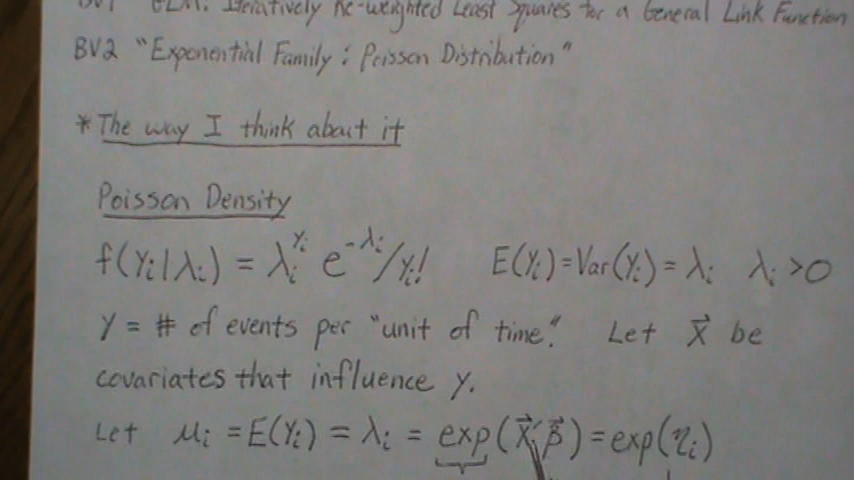 BV1 GLM: Iteratively Re-weighted Least Squares for a General Link Function
BV2 "Exponential Family: Poisson Distribution"
* The way I think about it
Poisson Density
f(yᵢ|λᵢ) = λᵢ^yᵢ e^-λᵢ/yᵢ! E(Yᵢ)=Var(Yᵢ)= λᵢ λᵢ >0
Y = # of events per "unit of time." Let X⃗ be
covariates that influence y.
Let μᵢ = E(Yᵢ) = λᵢ = exp(X⃗ᵢβ⃗) = exp(ηᵢ)